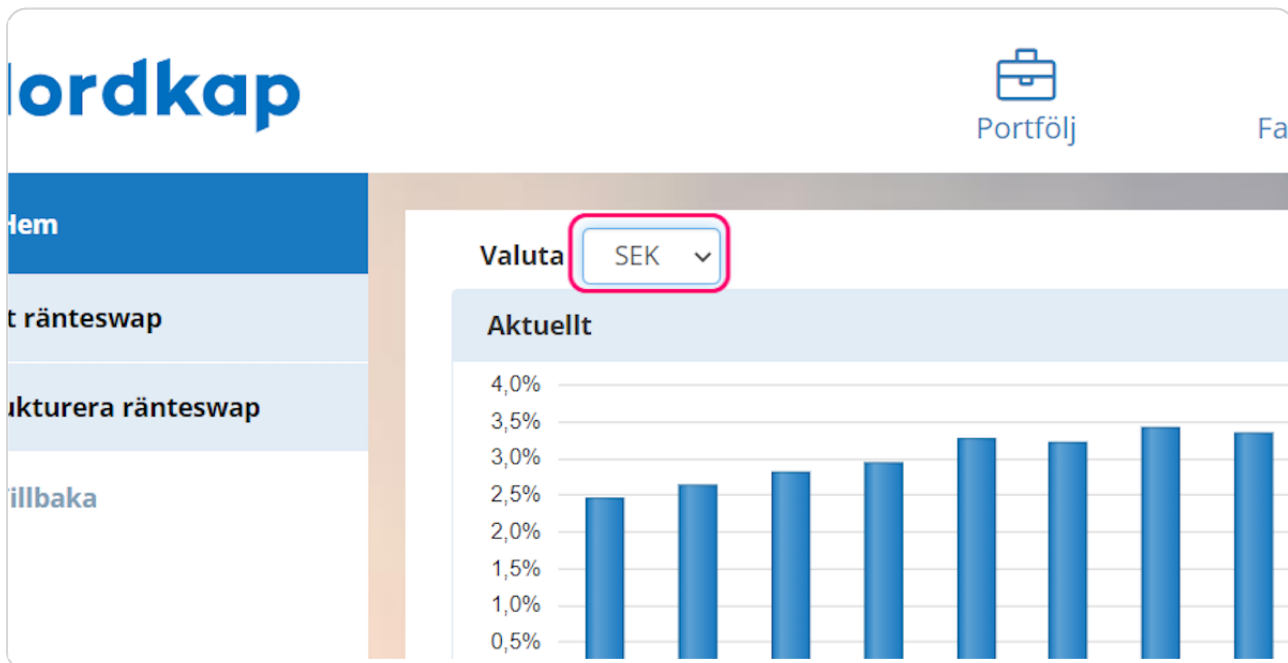 ordkap
Portfölj
Fa
Hem
Valuta SEK
t ränteswap
Aktuellt
4,0%
ukturera ränteswap
3,5%
3,0%
2,5%
illbaka
2,0%
1,5%
1,0%
0,5%